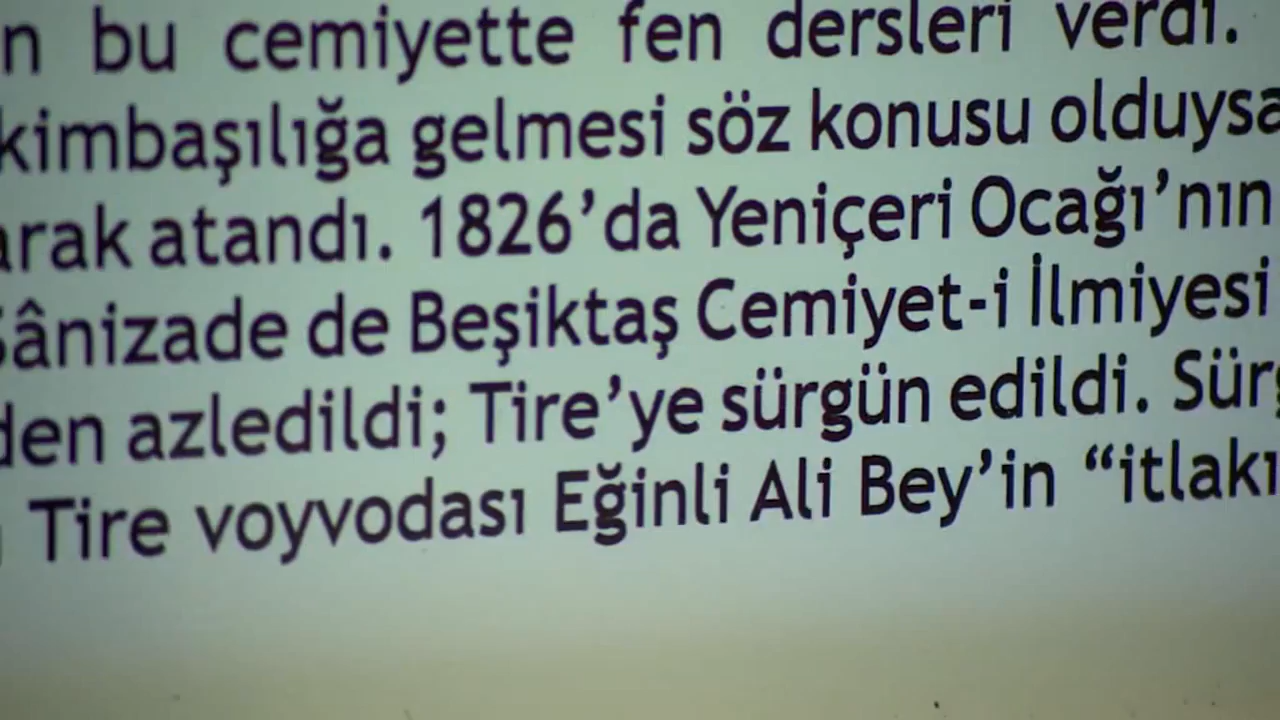 n bu cemiyette fen dersleri verdi.
kimbaşılığa gelmesi söz konusu olduysa
arak atandı. 1826’da Yeniçeri Ocağı’nın
Şânizade de Beşiktaş Cemiyet-i İlmiyesi
den azledildi; Tire’ye sürgün edildi. Sürg
Tire voyvodası Eğinli Ali Bey’in “itlakı